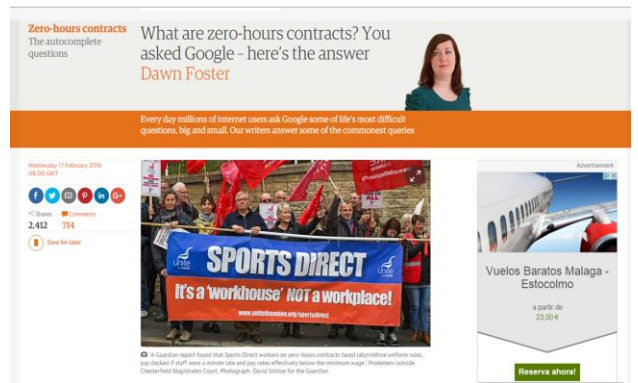 Zero-hours contracts
The autocomplete
questions
What are zero-hours contracts? You
asked Google - here's the answer
Dawn Foster
Every day millions of internet users ask Google some of life's most difficult
questions, big and small. Our writers answer some of the commonest queries
Wednesday 17 February 2016
08.00 GMT
Shares
Comments
2,412
714
Save for later
unite
SPORTS DIRECT
unite
It's a 'workhouse' NOT a workplace!
www.unitetheunion.org/sportsdirect
'A Guardian report found that Sports Direct workers on zero-hours contracts faced labyrinthine uniform rules,
pay docked if staff were a minute late and pay rates effectively below the minimum wage.' Protesters outside
Chesterfield Magistrates Court. Photograph: David Sillitoe for the Guardian
Advertisement
Vuelos Baratos Malaga -
Estocolmo
a partir de
23,00 €
Reserva ahora!